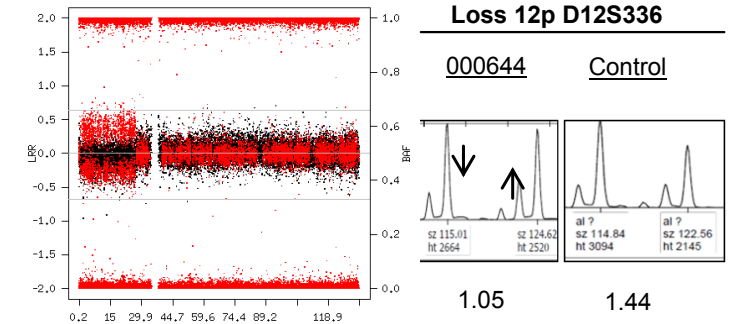 Loss 12p D12S336
000644 Control
2.0
1.5
1.0
0.5
0.0
-0.5
-1.0
-1.5
-2.0
LRR
1.0
0.8
0.6
0.4
0.2
0.0
BAF
0.2 15 29.9 44.7 59.6 74.4 89.2 118.9
sz 115.01
ht 2664
sz 124.62
ht 2520
al ?
sz 114.84
ht 3094
al ?
sz 122.56
ht 2145
1.05 1.44